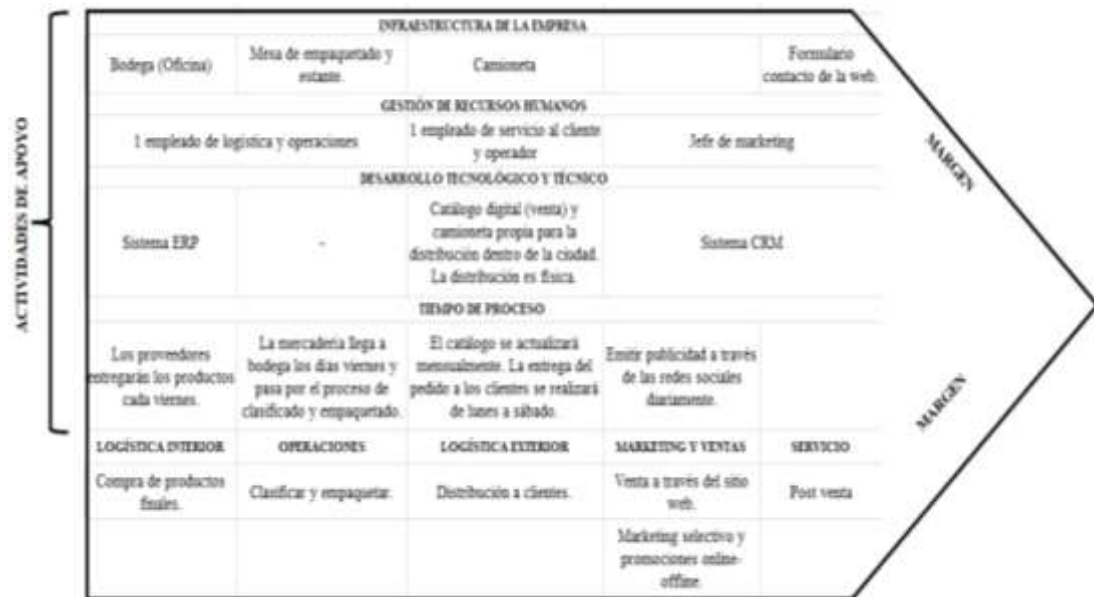 ACTIVIDADES DE APOYO
INFRAESTRUCTURA DE LA EMPRESA
Bodega (Oficina)
Mesa de empaquetado y
estante.
Camioneta
Formulario
contacto de la web.
GESTIÓN DE RECURSOS HUMANOS
1 empleado de logística y operaciones
1 empleado de servicio al cliente
y operador
Jefe de marketing
DESARROLLO TECNOLÓGICO Y TÉCNICO
Sistema ERP
-
Catálogo digital (venta) y
camioneta propia para la
distribución dentro de la ciudad.
La distribución es física.
Sistema CRM
TIEMPO DE PROCESO
Los proveedores
entregarán los productos
cada viernes.
La mercadería llega a
bodega los días viernes y
pasa por el proceso de
clasificado y empaquetado.
El catálogo se actualizará
mensualmente. La entrega del
pedido a los clientes se realizará
de lunes a sábado.
Emitir publicidad a través
de las redes sociales
diariamente.
LOGÍSTICA INTERIOR
OPERACIONES
LOGÍSTICA EXTERIOR
MARKETING Y VENTAS
SERVICIO
Compra de productos
finales.
Clasificar y empaquetar.
Distribución a clientes.
Venta a través del sitio
web.
Post venta
Marketing selectivo y
promociones online-
offline.
MARGEN
MARGEN